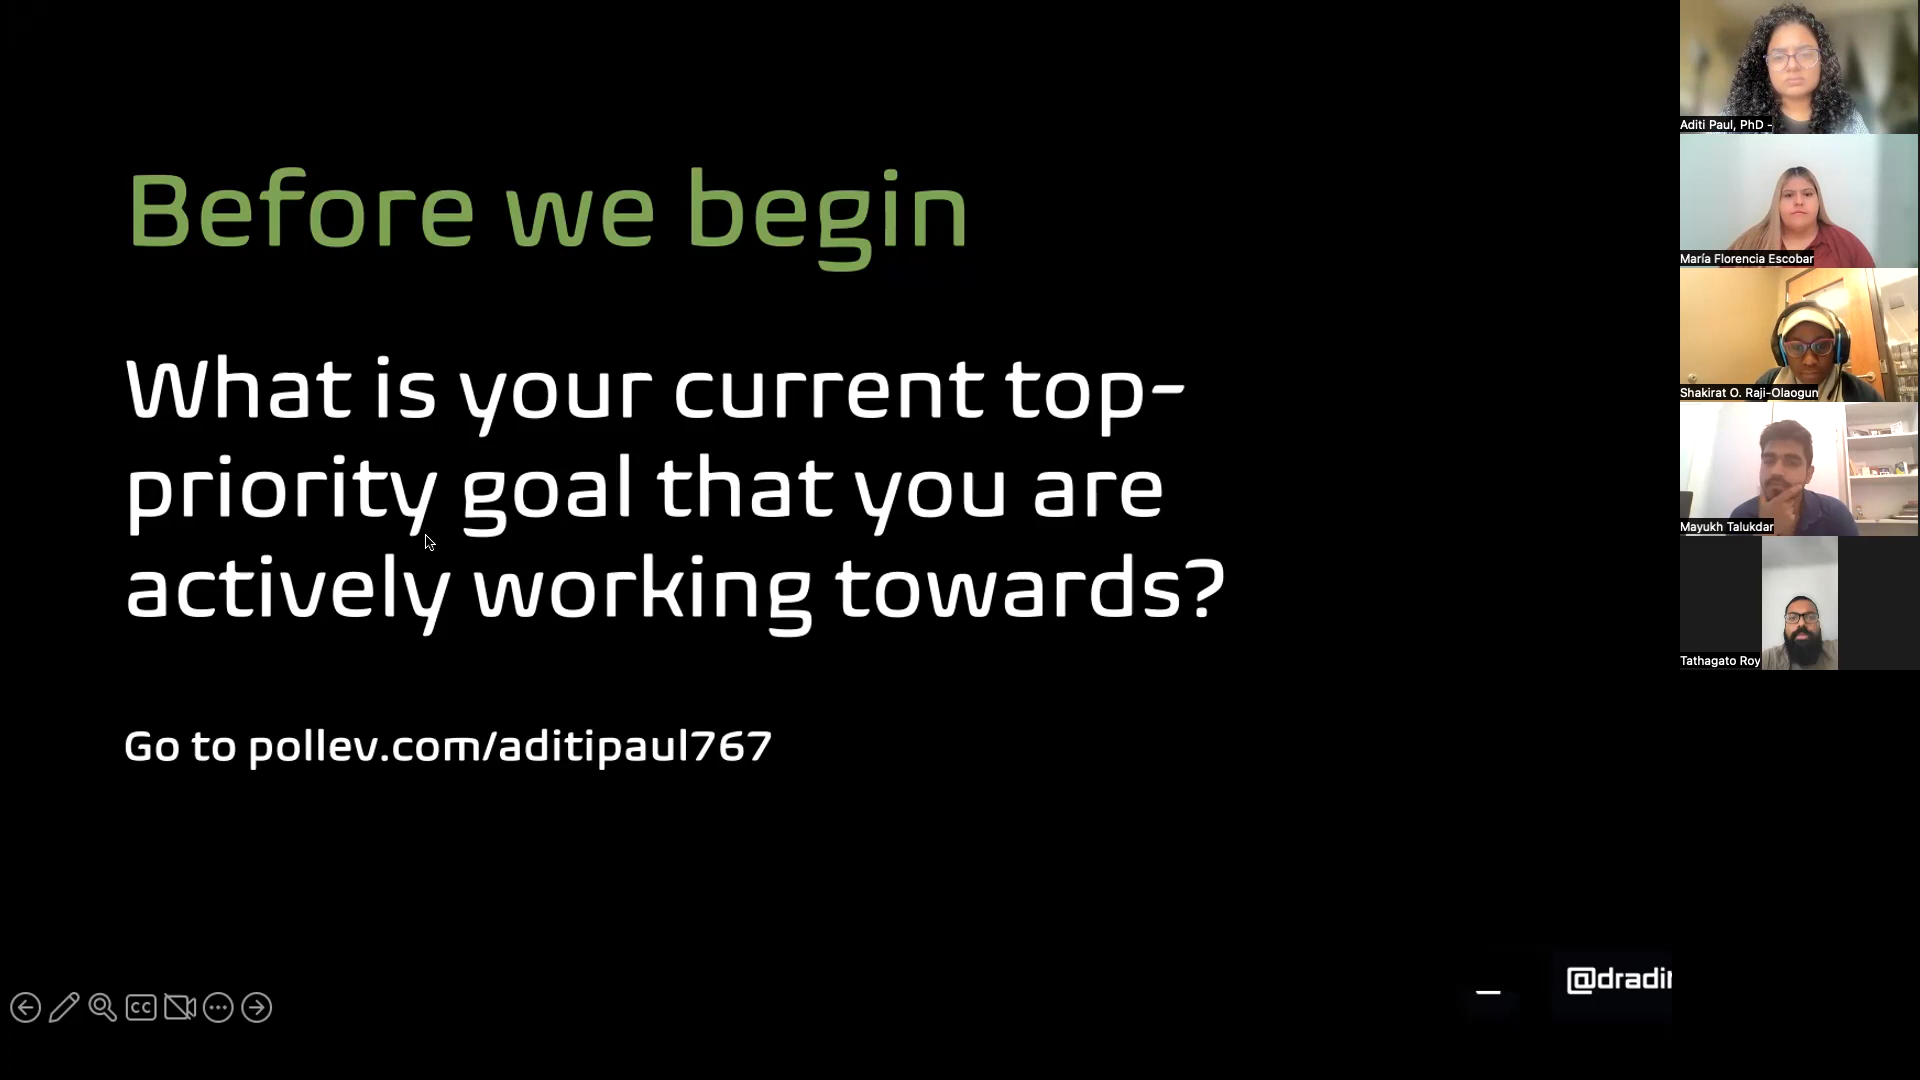 Before we begin
What is your current top-
priority goal that you are
actively working towards?
Go to pollev.com/aditipaul767
@dradi
CC
Aditi Paul, PhD -
María Florencia Escobar
Shakirat O. Raji-Olaogun
Mayukh Talukdar
Tathagato Roy